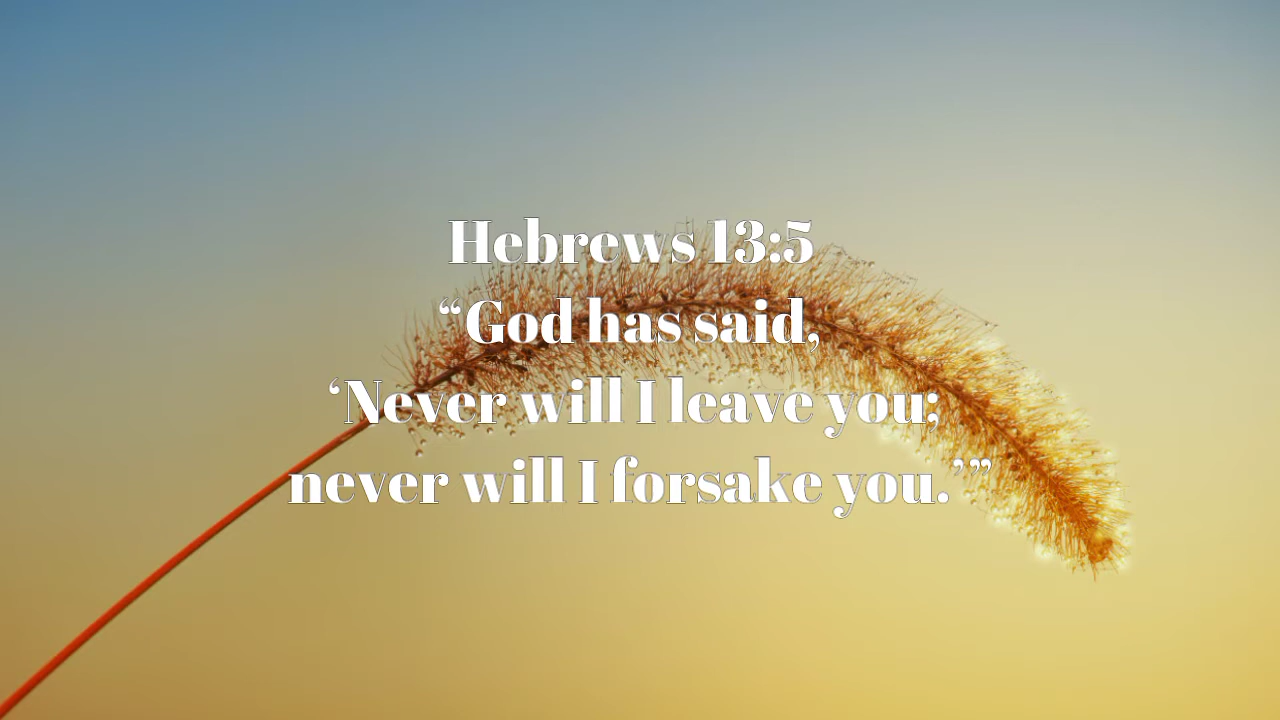 Hebrews 13:5
“God has said,
‘Never will I leave you;
never will I forsake you.’”